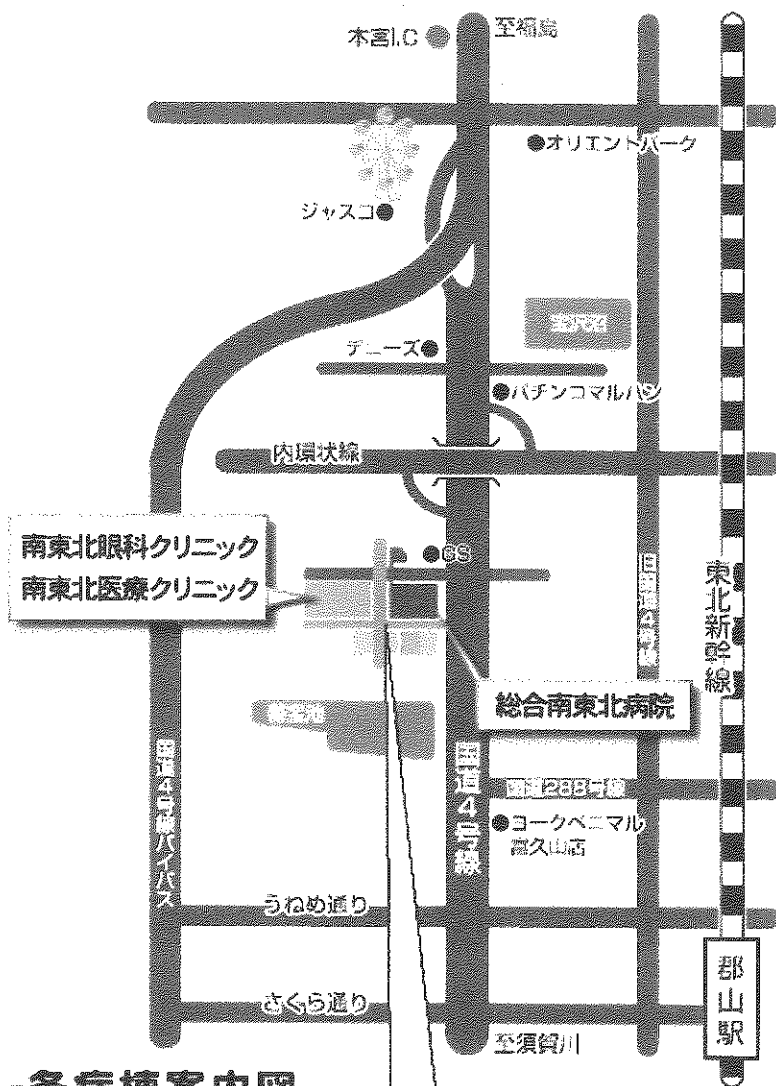 本宮I.C
至福島
オリエントパーク
ジャスコ
宝沢沼
デニーズ
パチンコマルハン
内環状線
GS
南東北眼科クリニック
南東北医療クリニック
旧国道4号線
東北新幹線
総合南東北病院
国道4号線バイパス
国道4号線
国道288号線
ヨークベニマル
富久山店
うねめ通り
さくら通り
郡山駅
至須賀川